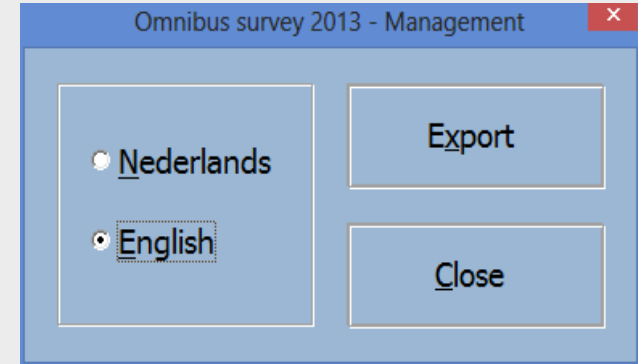 Omnibus survey 2013 - Management
Nederlands
English
Export
Close